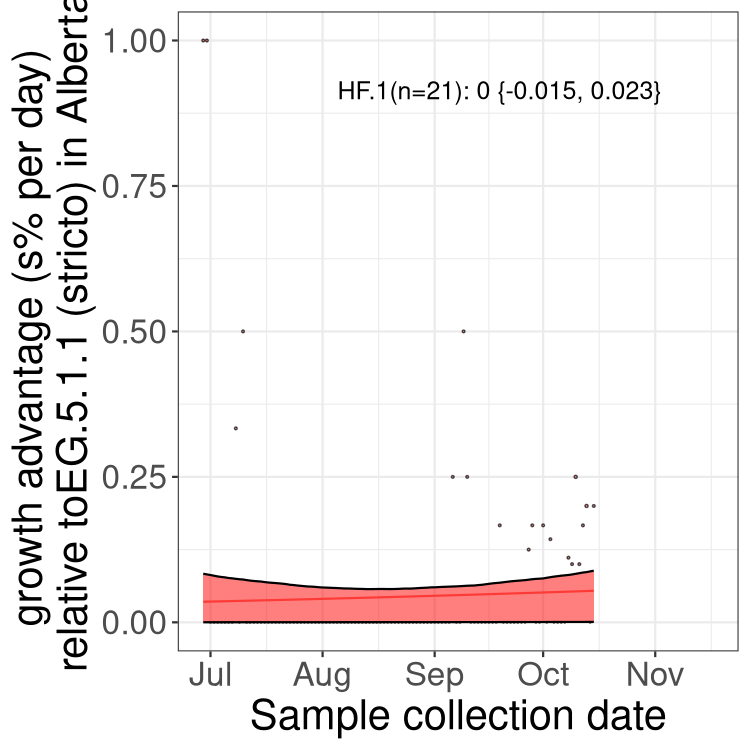 growth advantage (s% per day)
relative toEG.5.1.1 (stricto) in Alberta
1.00
0.75
0.50
0.25
0.00
HF.1(n=21): 0 {-0.015, 0.023}
Jul Aug Sep Oct Nov
Sample collection date